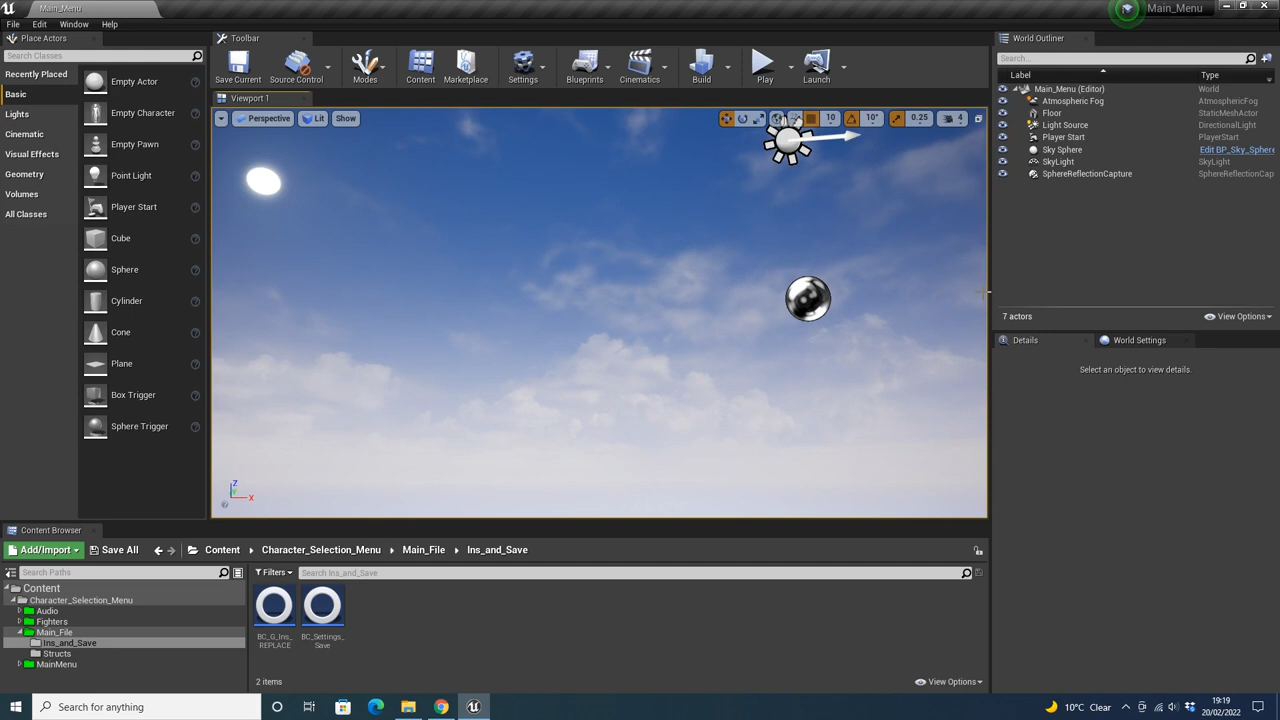 Main_Menu
Main_Menu
File Edit Window Help
Place Actors
Search Classes
Recently Placed
Basic
Lights
Cinematic
Visual Effects
Geometry
Volumes
All Classes
Empty Actor
Empty Character
Empty Pawn
Point Light
Player Start
Cube
Sphere
Cylinder
Cone
Plane
Box Trigger
Sphere Trigger
Toolbar
Save Current Source Control Modes Content Marketplace Settings Blueprints Cinematics Build Play Launch
Viewport 1
Perspective Lit Show
10 10° 0.25 4
Z
X
World Outliner
Search...
Label Type
Main_Menu (Editor) World
Atmospheric Fog AtmosphericFog
Floor StaticMeshActor
Light Source DirectionalLight
Player Start PlayerStart
Sky Sphere Edit BP_Sky_Sphere
SkyLight SkyLight
SphereReflectionCapture SphereReflectionCap
7 actors View Options
Details World Settings
Select an object to view details.
Content Browser
Add/Import Save All Content Character_Selection_Menu Main_File Ins_and_Save
Search Paths
Filters Search Ins_and_Save
Content
Character_Selection_Menu
Audio
Fighters
Main_File
Ins_and_Save
Structs
MainMenu
BC_G_Ins_
REPLACE
BC_Settings_
Save
2 items View Options
Search for anything
10°C Clear
19:19
20/02/2022